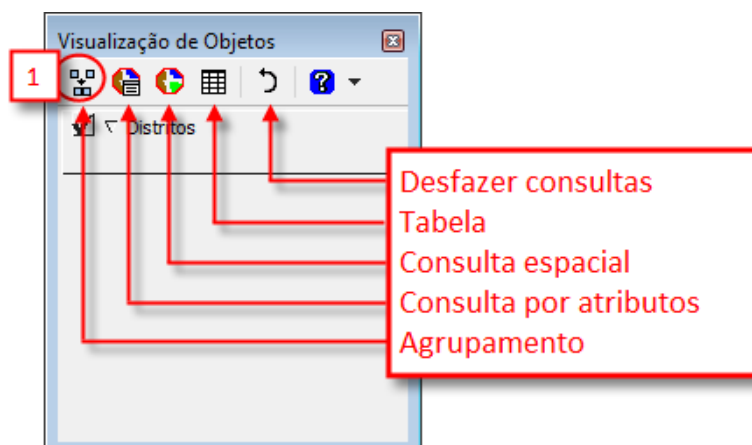 Visualização de Objetos
1
?
Distritos
Desfazer consultas
Tabela
Consulta espacial
Consulta por atributos
Agrupamento